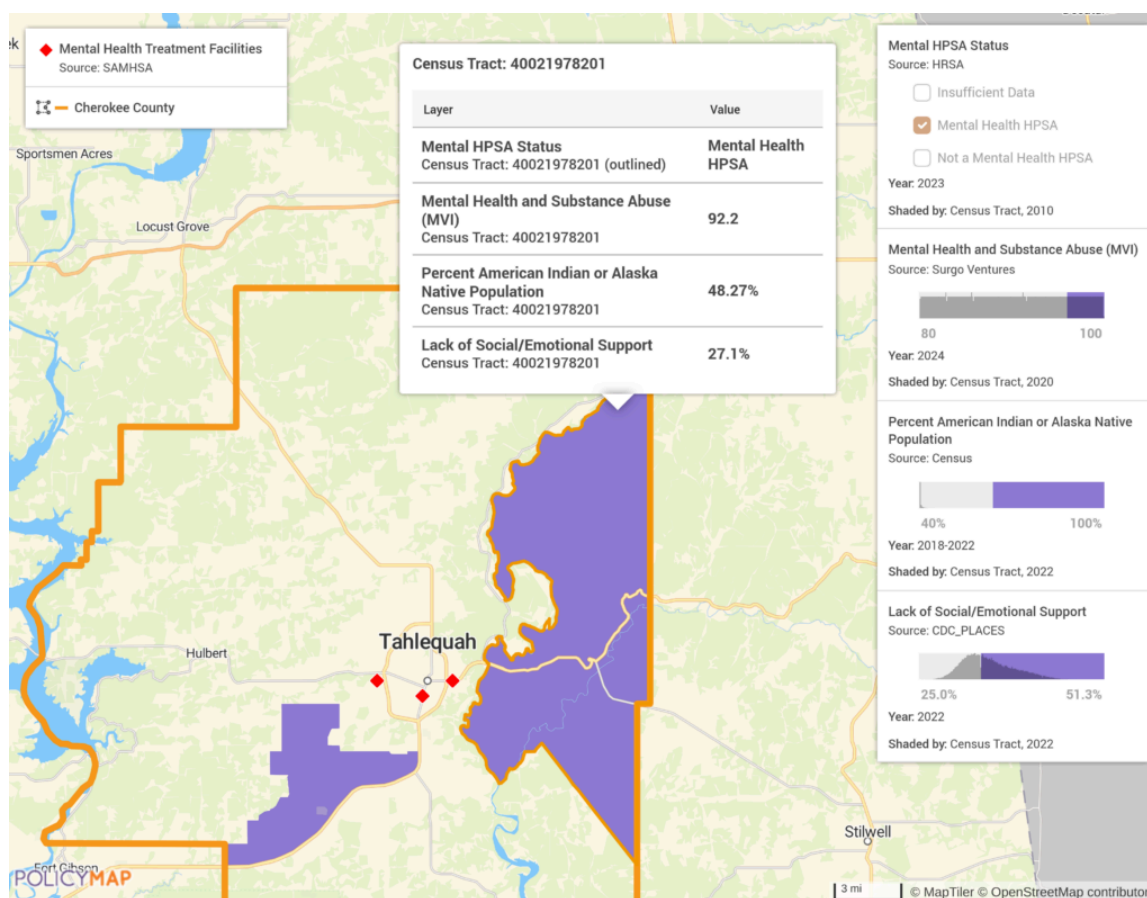 ek
Mental Health Treatment Facilities
Source: SAMHSA
Cherokee County
Sportsmen Acres
Locust Grove
Census Tract: 40021978201
Layer Value
Mental HPSA Status
Census Tract: 40021978201 (outlined)
Mental Health
HPSA
Mental Health and Substance Abuse
(MVI)
Census Tract: 40021978201
92.2
Percent American Indian or Alaska
Native Population
Census Tract: 40021978201
48.27%
Lack of Social/Emotional Support
Census Tract: 40021978201
27.1%
Tahlequah
Hulbert
Stilwell
Fort Gibson
POLICYMAP
Mental HPSA Status
Source: HRSA
Insufficient Data
Mental Health HPSA
Not a Mental Health HPSA
Year: 2023
Shaded by: Census Tract, 2010
Mental Health and Substance Abuse (MVI)
Source: Surgo Ventures
80 100
Year: 2024
Shaded by: Census Tract, 2020
Percent American Indian or Alaska Native
Population
Source: Census
40% 100%
Year: 2018-2022
Shaded by: Census Tract, 2022
Lack of Social/Emotional Support
Source: CDC_PLACES
25.0% 51.3%
Year: 2022
Shaded by: Census Tract, 2022
3 mi
© MapTiler © OpenStreetMap contributor